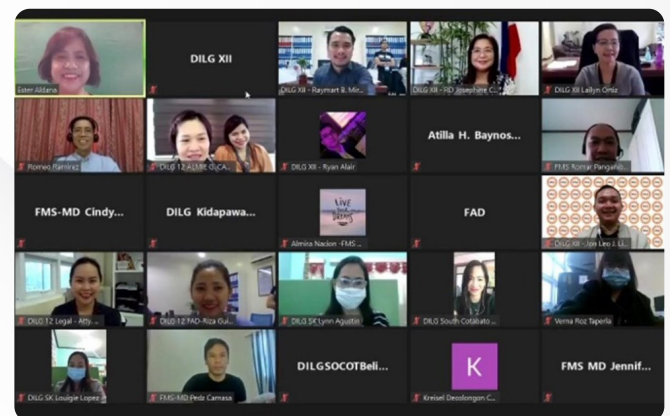 Ester Aldana
DILG XII
DILG XII - Raymart B. Mir...
DILG XII - RD Josephine C...
DILG XII Lailyn Ortiz
Romeo Ramirez
DILG 12 ALMIE G. CA...
DILG XII - Ryan Alair
Atilla H. Baynos...
FMS Romar Pangaho...
FMS-MD Cindy...
DILG Kidapawa...
LIVE
YOUR
DREAMS
Almira Nacion -FMS ...
FAD
DILG XII - Jon Leo J. Li...
DILG 12 Legal - Atty...
DILG 12 FAD-Riza Gui...
DILG SK Lynn Agustin
DILG South Cotabato ...
Verna Roz Taperla
DILG SK Louigie Lopez
FMS-MD Pedz Camasa
DILGSOCOTBeli...
K
Kreisel Deoslongon C...
FMS MD Jennif...